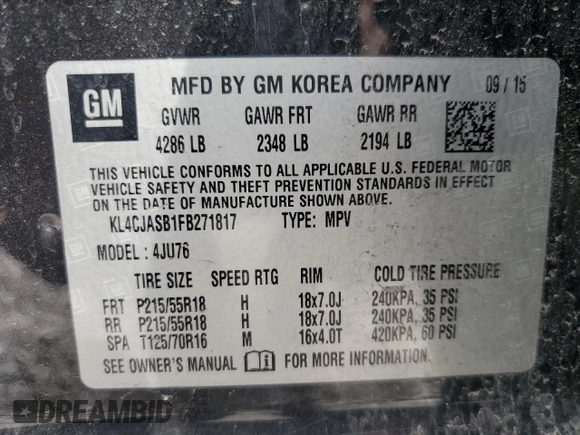 GM
MFD BY GM KOREA COMPANY 09 / 15
GVWR GAWR FRT GAWR RR
4286 LB 2348 LB 2194 LB
THIS VEHICLE CONFORMS TO ALL APPLICABLE U.S. FEDERAL MOTOR
VEHICLE SAFETY AND THEFT PREVENTION STANDARDS IN EFFECT
ON THE DATE OF MANUFACTURE SHOWN ABOVE.
KL4CJASB1FB271817 TYPE: MPV
MODEL : 4JU76
TIRE SIZE SPEED RTG RIM COLD TIRE PRESSURE
FRT P215/55R18 H 18x7.0J 240KPA, 35 PSI
RR P215/55R18 H 18x7.0J 240KPA, 35 PSI
SPA T125/70R16 M 16x4.0T 420KPA, 60 PSI
SEE OWNER'S MANUAL FOR MORE INFORMATION.
DREAMBID